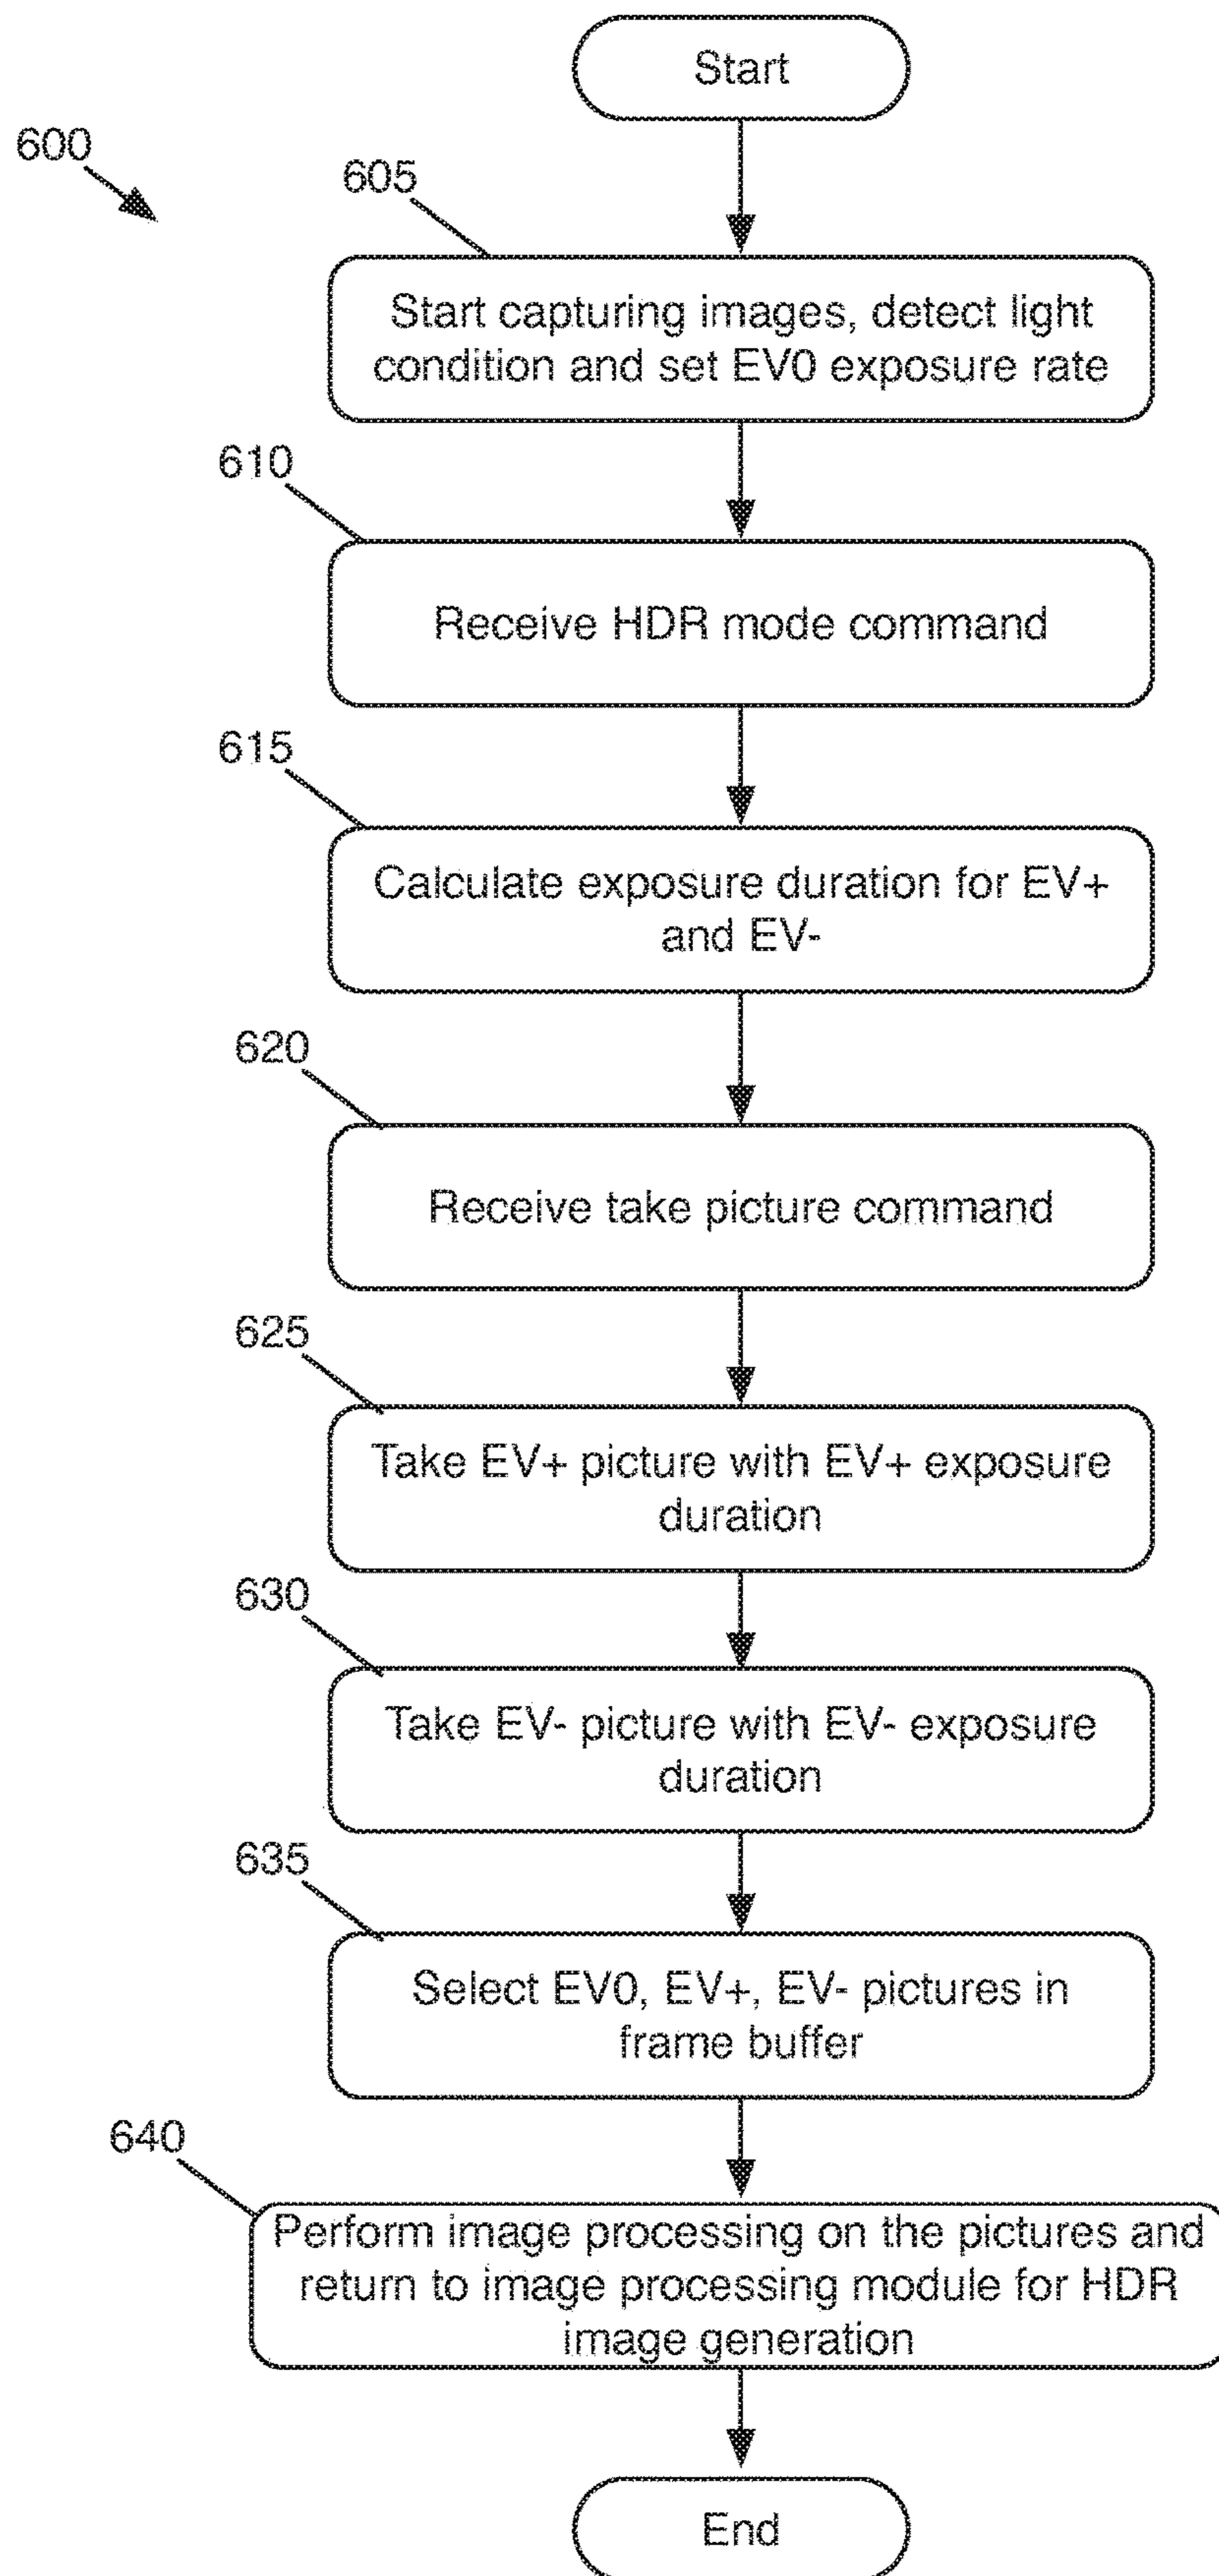 Start
600
605
Start capturing images, detect light
condition and set EV0 exposure rate
610
Receive HDR mode command
615
Calculate exposure duration for EV+
and EV-
620
Receive take picture command
625
Take EV+ picture with EV+ exposure
duration
630
Take EV- picture with EV- exposure
duration
635
Select EV0, EV+, EV- pictures in
frame buffer
640
Perform image processing on the pictures and
return to image processing module for HDR
image generation
End